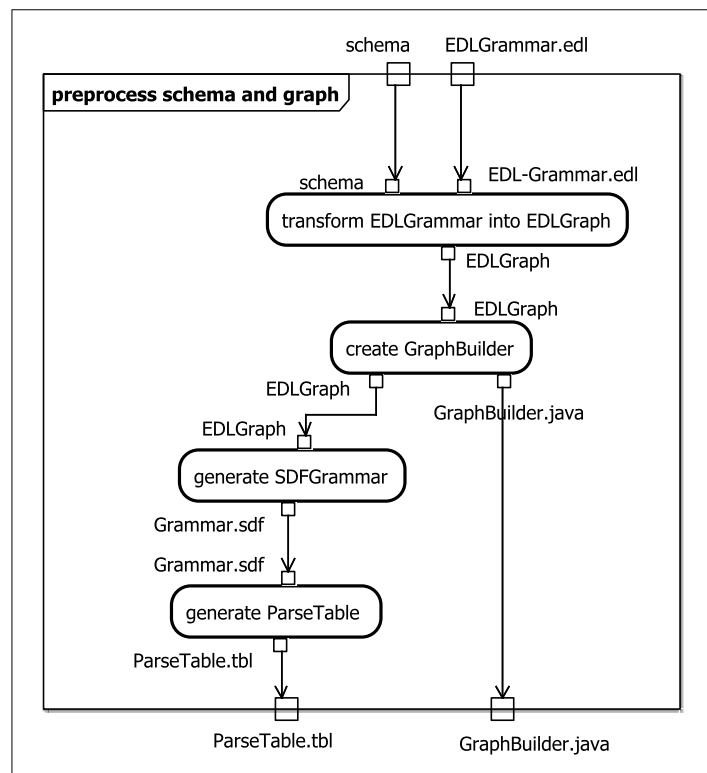 schema
EDLGrammar.edl
preprocess schema and graph
schema
EDL-Grammar.edl
transform EDLGrammar into EDLGraph
EDLGraph
EDLGraph
create GraphBuilder
EDLGraph
GraphBuilder.java
EDLGraph
generate SDFGrammar
Grammar.sdf
Grammar.sdf
generate ParseTable
ParseTable.tbl
ParseTable.tbl
GraphBuilder.java